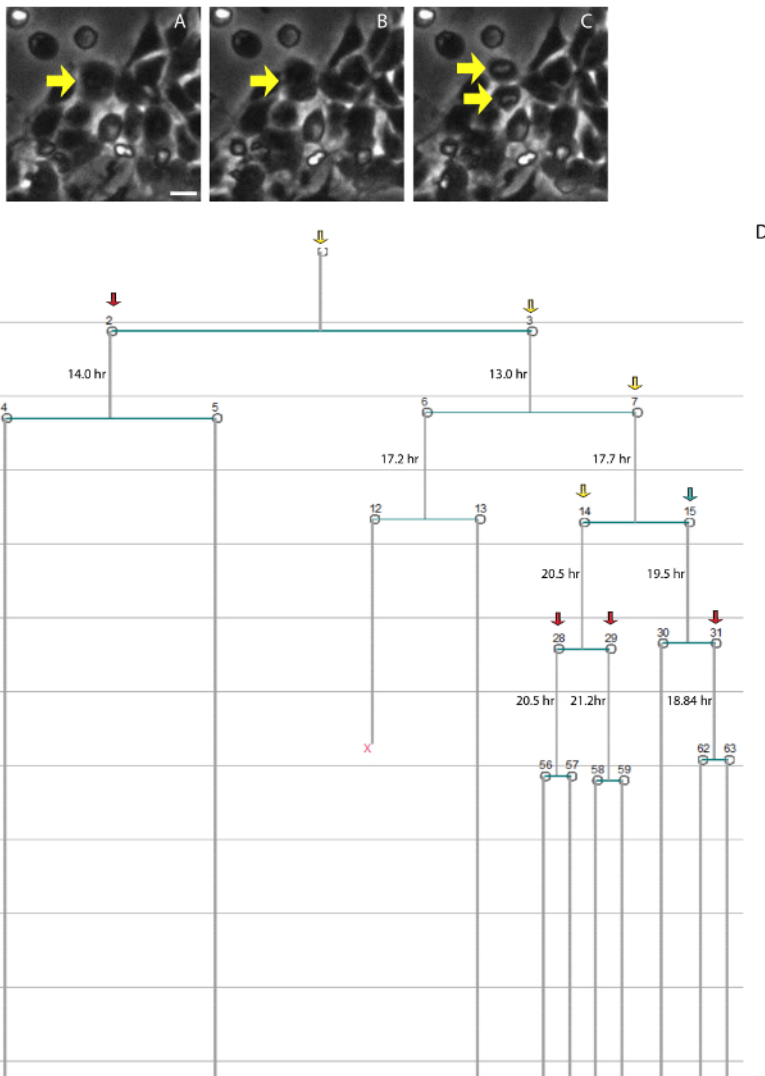 A B C
D
2 3
14.0 hr 13.0 hr
4 5 6 7
17.2 hr 17.7 hr
12 13 14 15
20.5 hr 19.5 hr
28 29 30 31
20.5 hr 21.2hr 18.84 hr
X
56 57 58 59 62 63